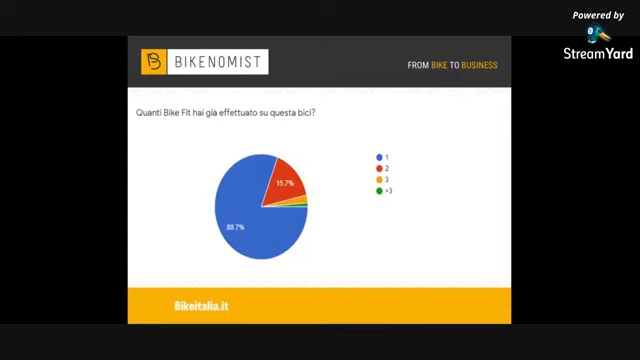 Powered by
StreamYard
BIKENOMIST
FROM BIKE TO BUSINESS
Quanti Bike Fit hai già effettuato su questa bici?
1
2
3
>3
15.7%
80.7%
Bikeitalia.it